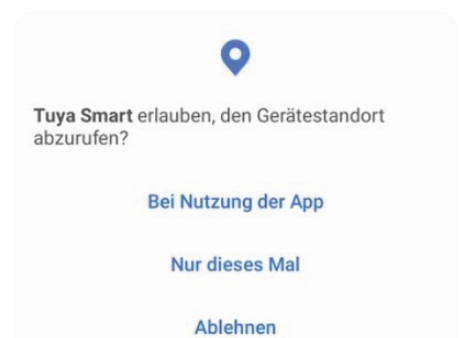 Tuya Smart erlauben, den Gerätestandort
abzurufen?
Bei Nutzung der App
Nur dieses Mal
Ablehnen